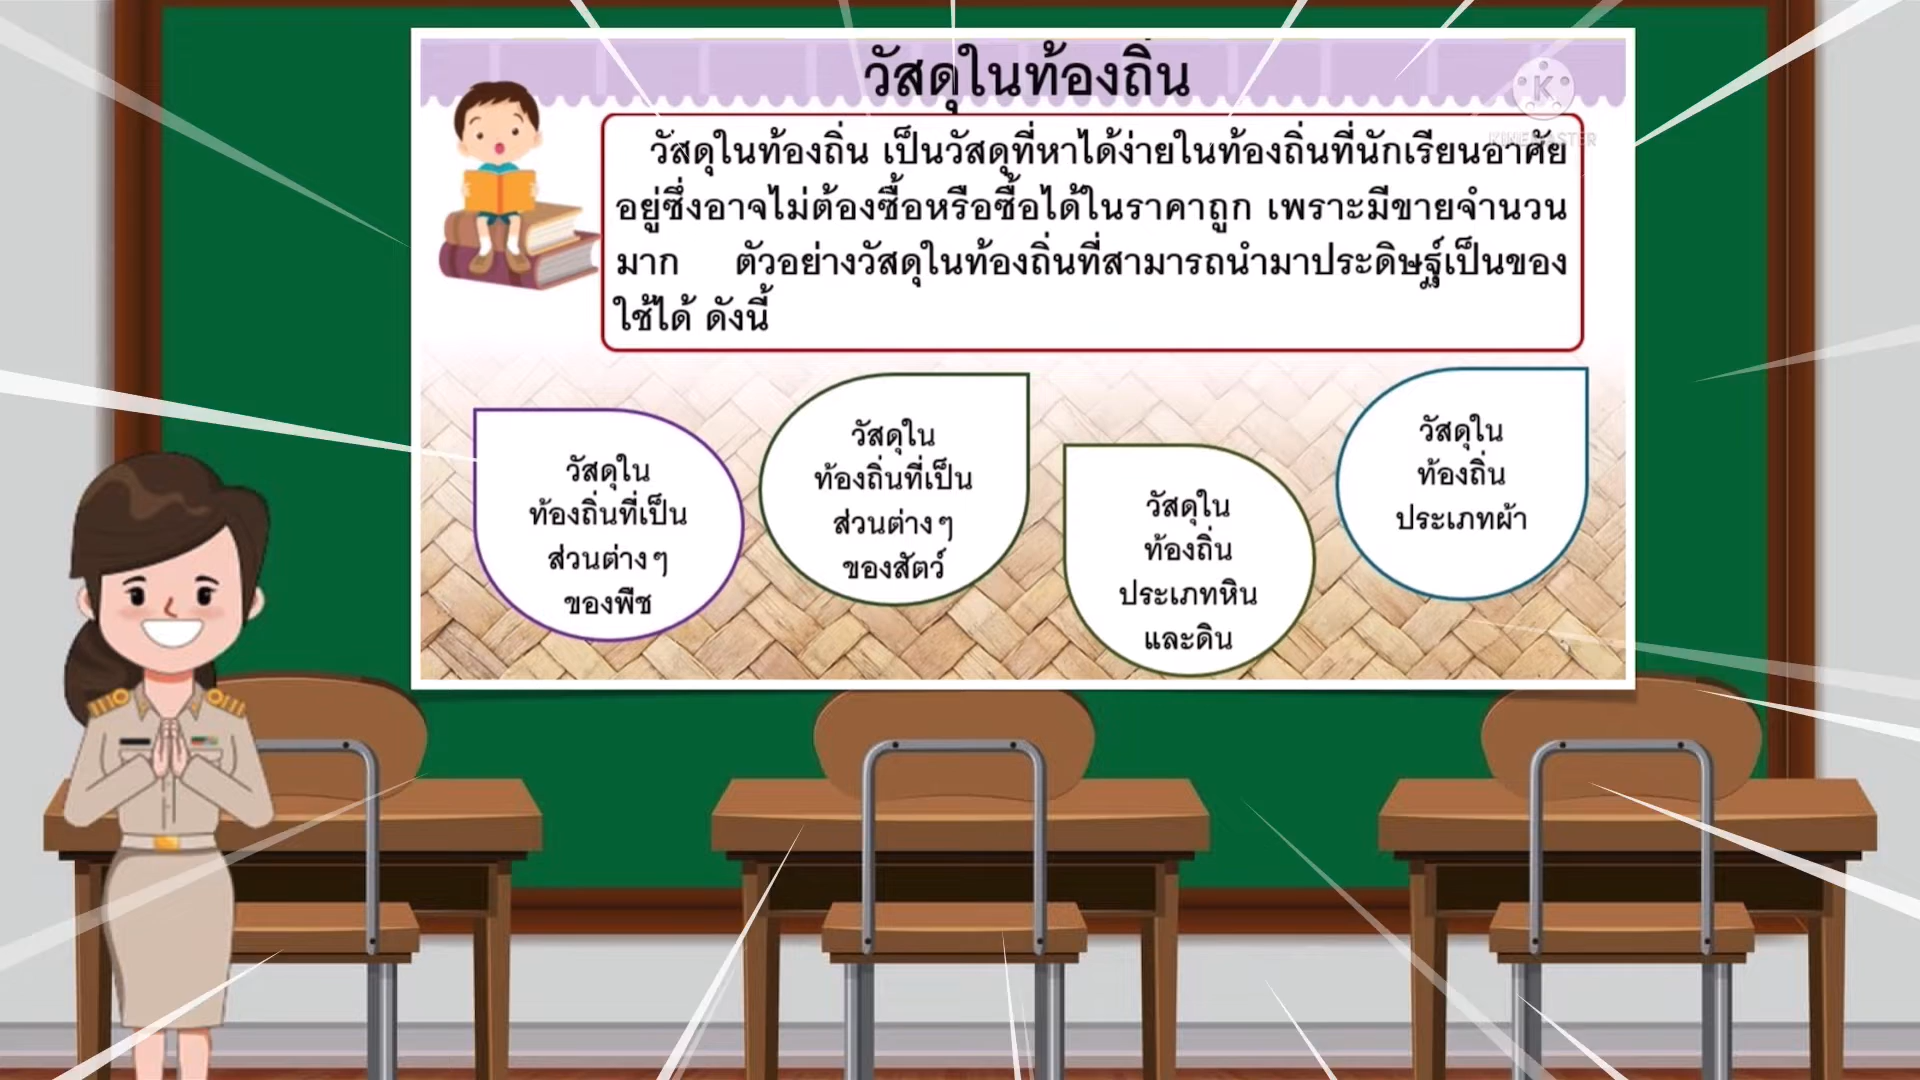 วัสดุในท้องถิ่น
วัสดุในท้องถิ่น เป็นวัสดุที่หาได้ง่ายในท้องถิ่นที่นักเรียนอาศัย
อยู่ซึ่งอาจไม่ต้องซื้อหรือซื้อได้ในราคาถูก เพราะมีขายจำนวน
มาก ตัวอย่างวัสดุในท้องถิ่นที่สามารถนำมาประดิษฐ์เป็นของ
ใช้ได้ ดังนี้
วัสดุใน
ท้องถิ่นที่เป็น
ส่วนต่างๆ
ของพืช
วัสดุใน
ท้องถิ่นที่เป็น
ส่วนต่างๆ
ของสัตว์
วัสดุใน
ท้องถิ่น
ประเภทหิน
และดิน
วัสดุใน
ท้องถิ่น
ประเภทผ้า
K
KINEMASTER